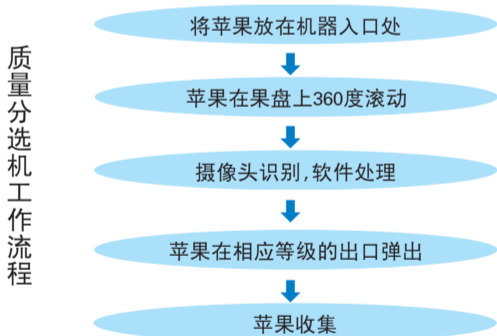 质量分选机工作流程
将苹果放在机器入口处
苹果在果盘上360度滚动
摄像头识别,软件处理
苹果在相应等级的出口弹出
苹果收集